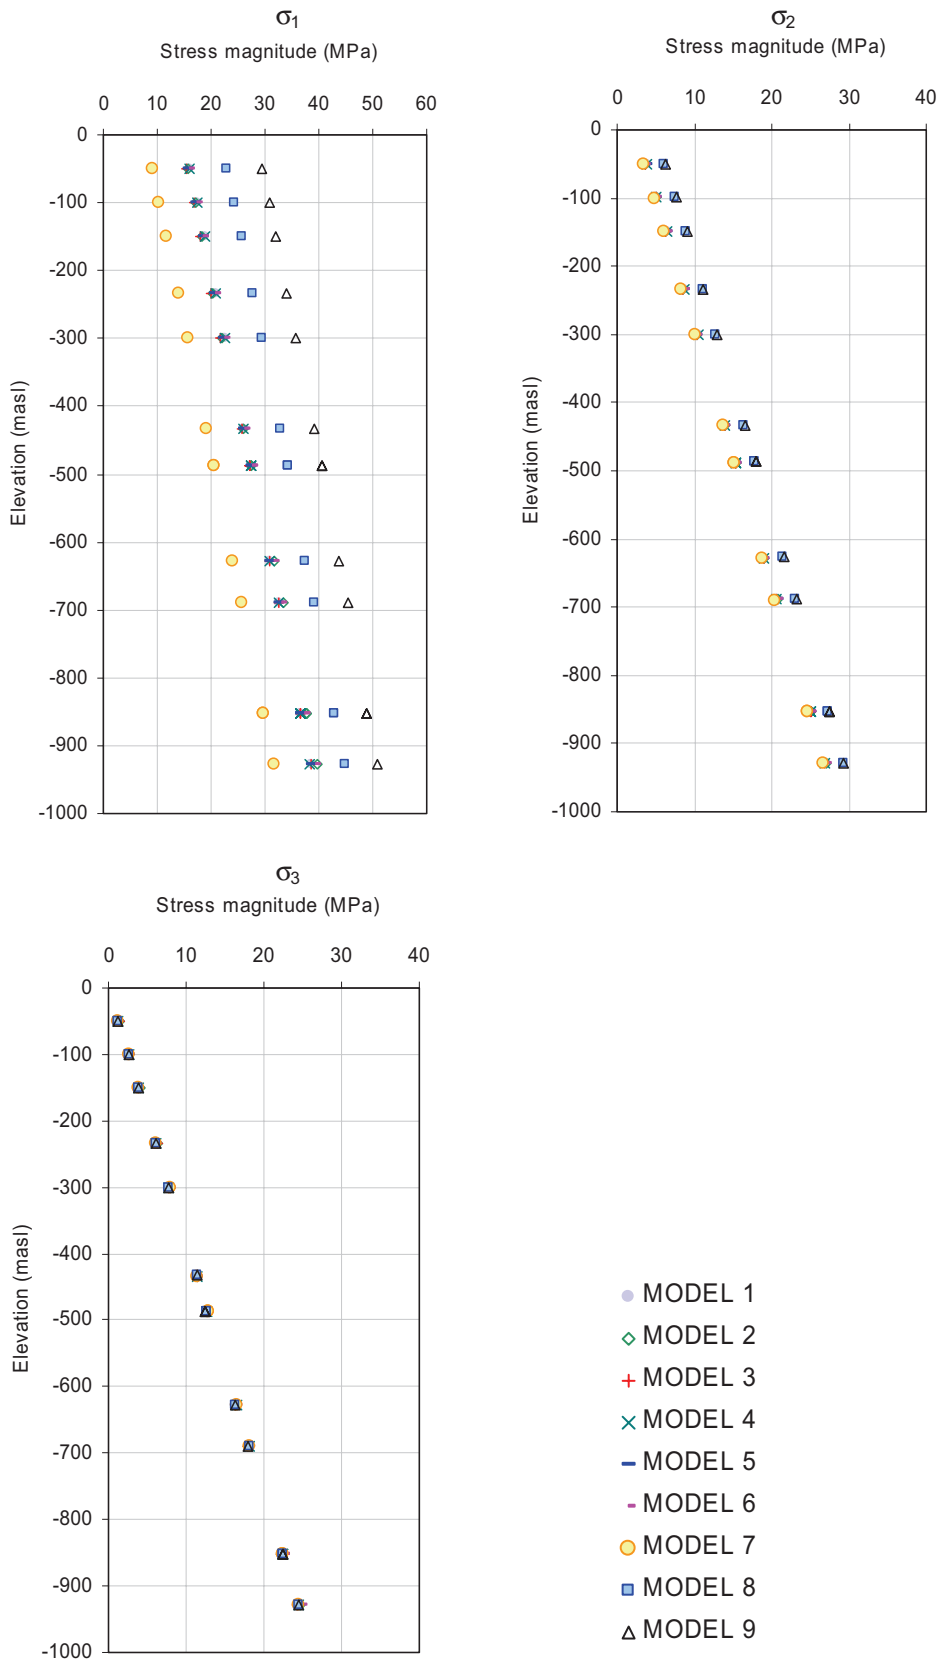 σ1
Stress magnitude (MPa)
0 10 20 30 40 50 60
0
-100
-200
-300
-400
-500
-600
-700
-800
-900
-1000
Elevation (masl)
σ2
Stress magnitude (MPa)
0 10 20 30 40
0
-100
-200
-300
-400
-500
-600
-700
-800
-900
-1000
Elevation (masl)
σ3
Stress magnitude (MPa)
0 10 20 30 40
0
-100
-200
-300
-400
-500
-600
-700
-800
-900
-1000
Elevation (masl)
MODEL 1
MODEL 2
MODEL 3
MODEL 4
MODEL 5
MODEL 6
MODEL 7
MODEL 8
MODEL 9